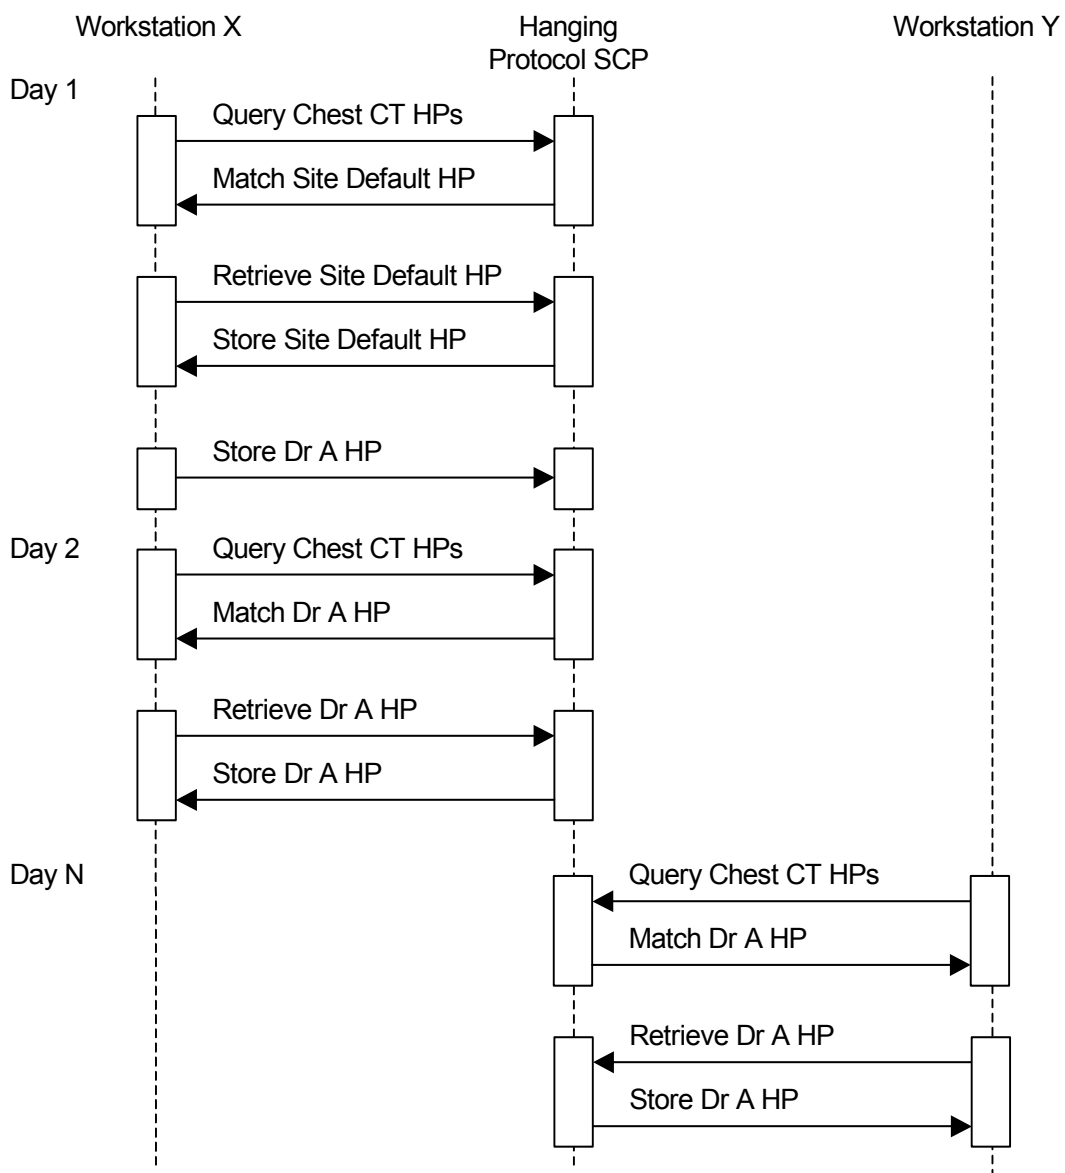 Workstation X
Hanging
Protocol SCP
Workstation Y
Day 1
Query Chest CT HPs
Match Site Default HP
Retrieve Site Default HP
Store Site Default HP
Store Dr A HP
Day 2
Query Chest CT HPs
Match Dr A HP
Retrieve Dr A HP
Store Dr A HP
Day N
Query Chest CT HPs
Match Dr A HP
Retrieve Dr A HP
Store Dr A HP